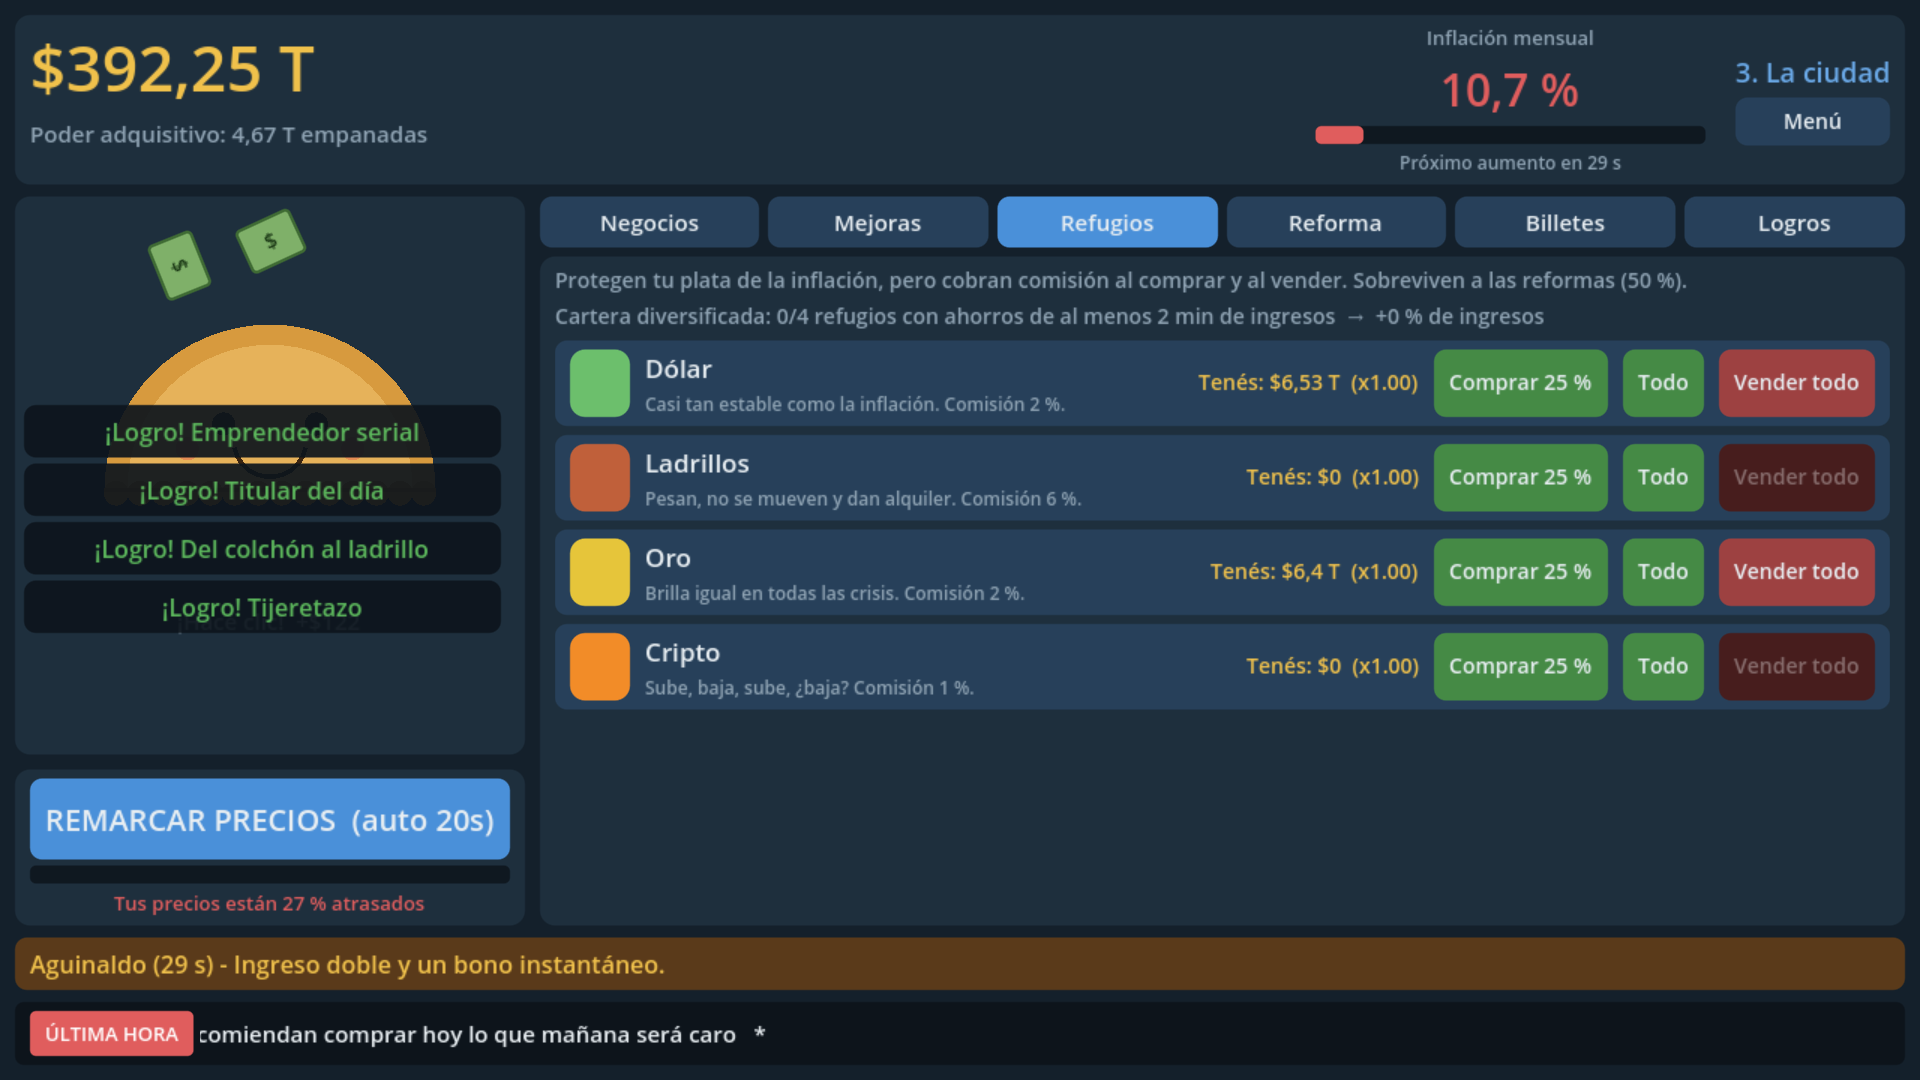 $392,25 T
Poder adquisitivo: 4,67 T empanadas
Inflación mensual
10,7 %
Próximo aumento en 29 s
3. La ciudad
Menú
$ $
¡Logro! Emprendedor serial
¡Logro! Titular del día
¡Logro! Del colchón al ladrillo
¡Logro! Tijeretazo
REMARCAR PRECIOS (auto 20s)
Tus precios están 27 % atrasados
Negocios
Mejoras
Refugios
Reforma
Billetes
Logros
Protegen tu plata de la inflación, pero cobran comisión al comprar y al vender. Sobreviven a las reformas (50 %).
Cartera diversificada: 0/4 refugios con ahorros de al menos 2 min de ingresos → +0 % de ingresos
Dólar
Casi tan estable como la inflación. Comisión 2 %.
Tenés: $6,53 T (x1.00)
Comprar 25 %
Todo
Vender todo
Ladrillos
Pesan, no se mueven y dan alquiler. Comisión 6 %.
Tenés: $0 (x1.00)
Comprar 25 %
Todo
Vender todo
Oro
Brilla igual en todas las crisis. Comisión 2 %.
Tenés: $6,4 T (x1.00)
Comprar 25 %
Todo
Vender todo
Cripto
Sube, baja, sube, ¿baja? Comisión 1 %.
Tenés: $0 (x1.00)
Comprar 25 %
Todo
Vender todo
Aguinaldo (29 s) - Ingreso doble y un bono instantáneo.
ÚLTIMA HORA
comiendan comprar hoy lo que mañana será caro *